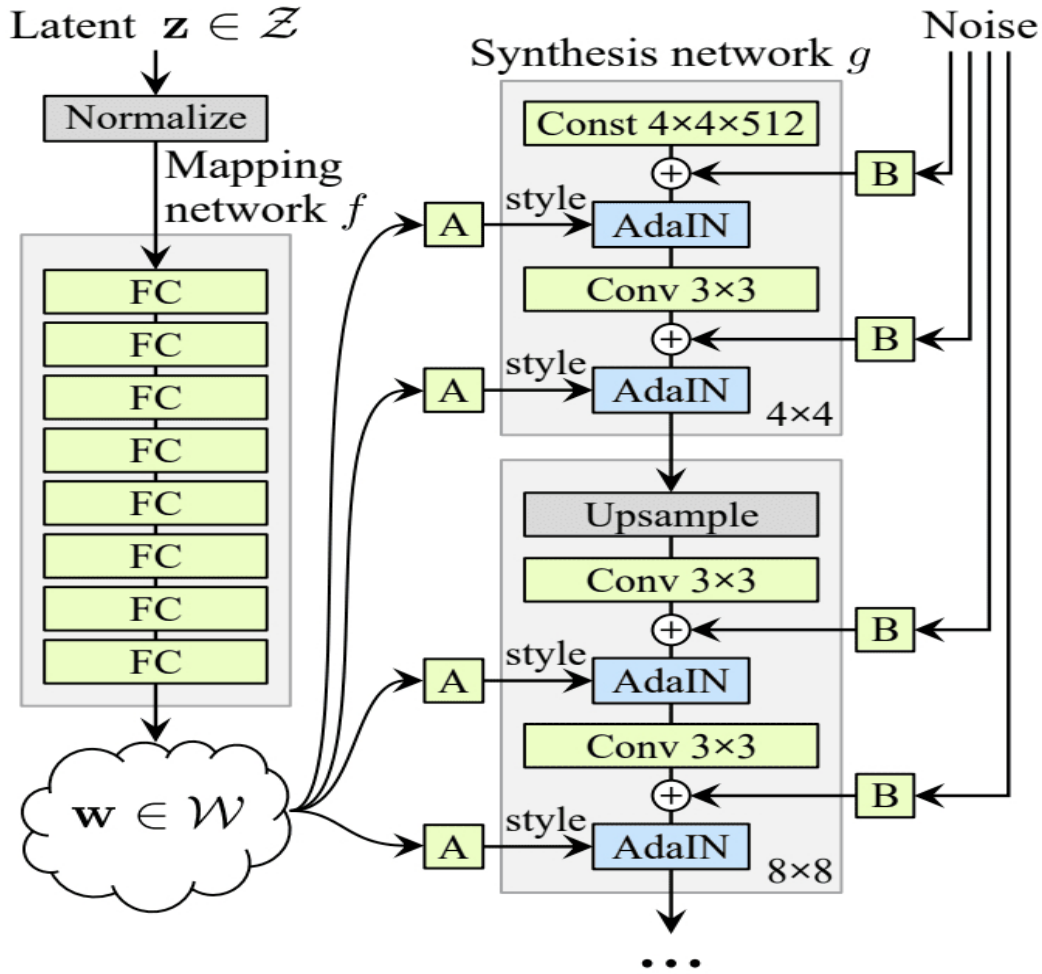 Latent z ∈ 𝒵
Normalize
Mapping
network f
FC
FC
FC
FC
FC
FC
FC
FC
w ∈ 𝒲
Synthesis network g
Noise
Const 4×4×512
+
B
A
style
AdaIN
Conv 3×3
+
B
A
style
AdaIN
4×4
Upsample
Conv 3×3
+
B
A
style
AdaIN
Conv 3×3
+
B
A
style
AdaIN
8×8
...